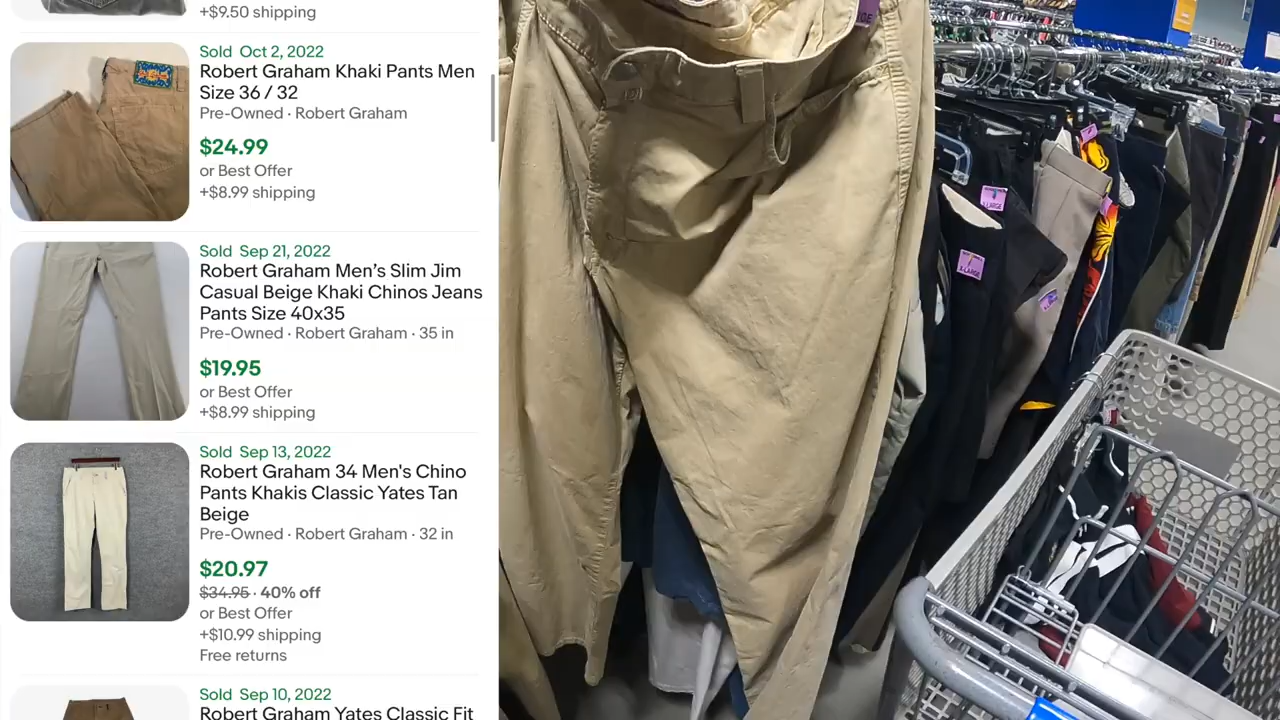 +$9.50 shipping
Sold Oct 2, 2022
Robert Graham Khaki Pants Men
Size 36 / 32
Pre-Owned · Robert Graham
$24.99
or Best Offer
+$8.99 shipping
Sold Sep 21, 2022
Robert Graham Men's Slim Jim
Casual Beige Khaki Chinos Jeans
Pants Size 40x35
Pre-Owned · Robert Graham · 35 in
$19.95
or Best Offer
+$8.99 shipping
Sold Sep 13, 2022
Robert Graham 34 Men's Chino
Pants Khakis Classic Yates Tan
Beige
Pre-Owned · Robert Graham · 32 in
$20.97
$34.95 · 40% off
or Best Offer
+$10.99 shipping
Free returns
Sold Sep 10, 2022
Robert Graham Yates Classic Fit
X-LARGE